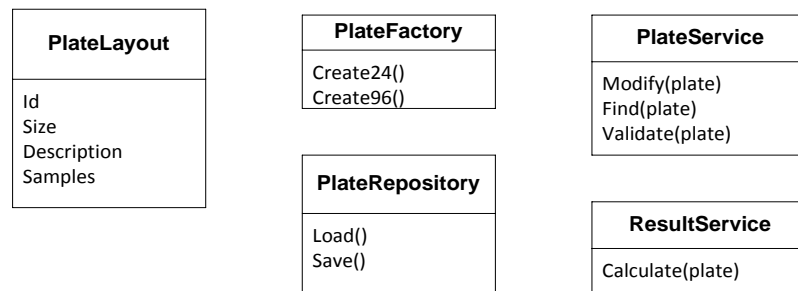 PlateLayout
Id
Size
Description
Samples
PlateFactory
Create24()
Create96()
PlateRepository
Load()
Save()
PlateService
Modify(plate)
Find(plate)
Validate(plate)
ResultService
Calculate(plate)